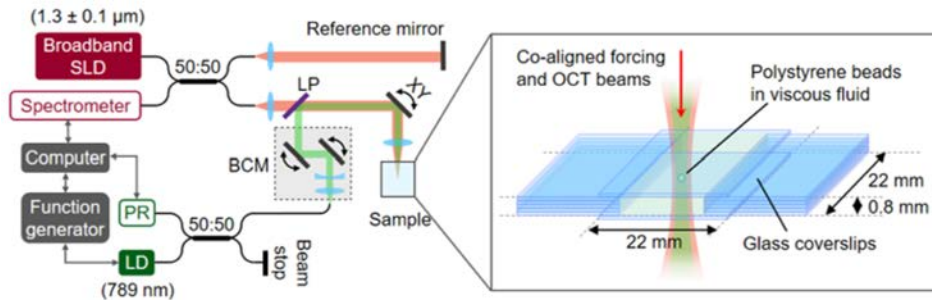 (1.3 ± 0.1 µm)
Broadband
SLD
Spectrometer
Computer
Function
generator
PR
LD
(789 nm)
50:50
50:50
Beam
stop
BCM
LP
XY
Reference mirror
Sample
Co-aligned forcing
and OCT beams
Polystyrene beads
in viscous fluid
22 mm
0.8 mm
22 mm
Glass coverslips